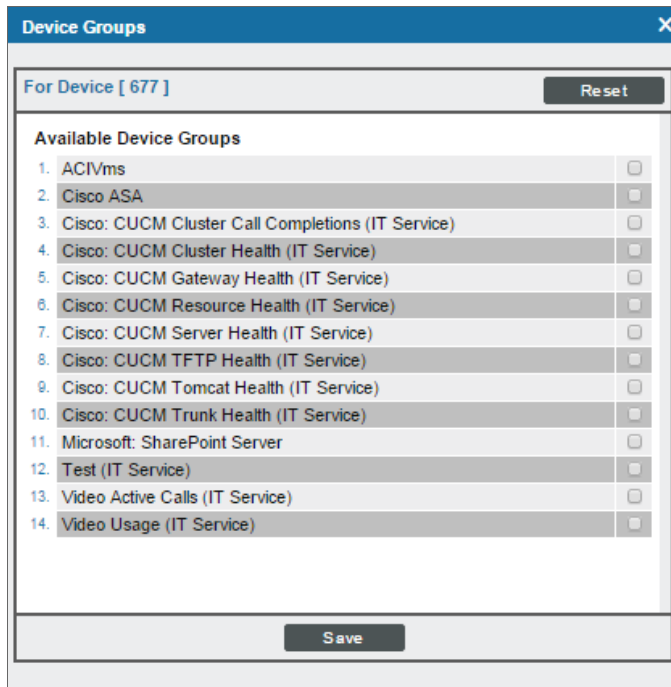 Device Groups
For Device [ 677 ] Reset
Available Device Groups
1. ACIVms
2. Cisco ASA
3. Cisco: CUCM Cluster Call Completions (IT Service)
4. Cisco: CUCM Cluster Health (IT Service)
5. Cisco: CUCM Gateway Health (IT Service)
6. Cisco: CUCM Resource Health (IT Service)
7. Cisco: CUCM Server Health (IT Service)
8. Cisco: CUCM TFTP Health (IT Service)
9. Cisco: CUCM Tomcat Health (IT Service)
10. Cisco: CUCM Trunk Health (IT Service)
11. Microsoft: SharePoint Server
12. Test (IT Service)
13. Video Active Calls (IT Service)
14. Video Usage (IT Service)
Save